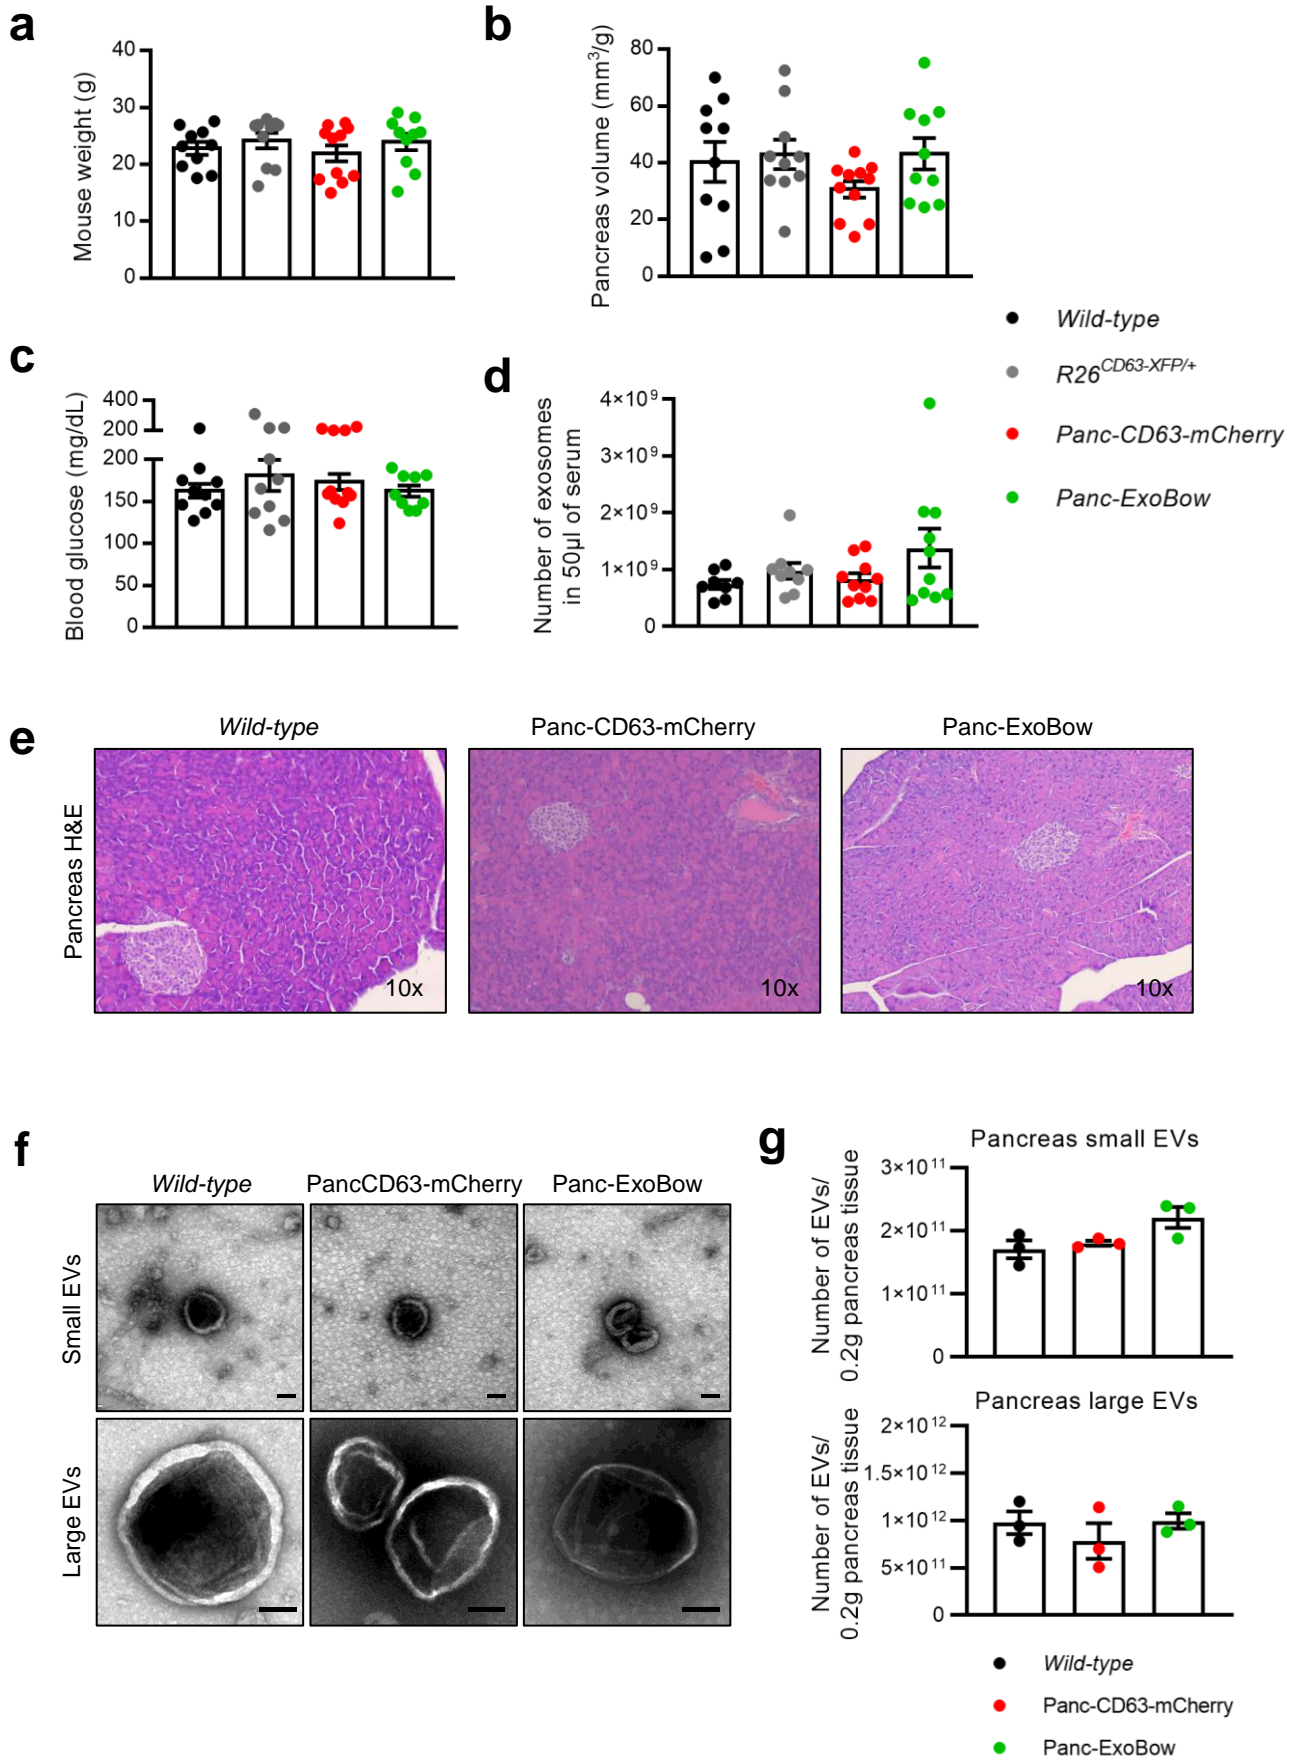 a
Mouse weight (g)
40
30
20
10
0
b
Pancreas volume (mm³/g)
80
60
40
20
0
c
Blood glucose (mg/dL)
400
200
200
150
100
50
0
d
Number of exosomes
in 50µl of serum
4×10⁹
3×10⁹
2×10⁹
1×10⁹
0
Wild-type
R26^CD63-XFP/+
Panc-CD63-mCherry
Panc-ExoBow
e
Wild-type
Panc-CD63-mCherry
Panc-ExoBow
Pancreas H&E
10x
10x
10x
f
Wild-type
PancCD63-mCherry
Panc-ExoBow
Small EVs
Large EVs
g
Pancreas small EVs
Number of EVs/
0.2g pancreas tissue
3×10¹¹
2×10¹¹
1×10¹¹
0
Pancreas large EVs
Number of EVs/
0.2g pancreas tissue
2×10¹²
1.5×10¹²
1×10¹²
5×10¹¹
0
Wild-type
Panc-CD63-mCherry
Panc-ExoBow